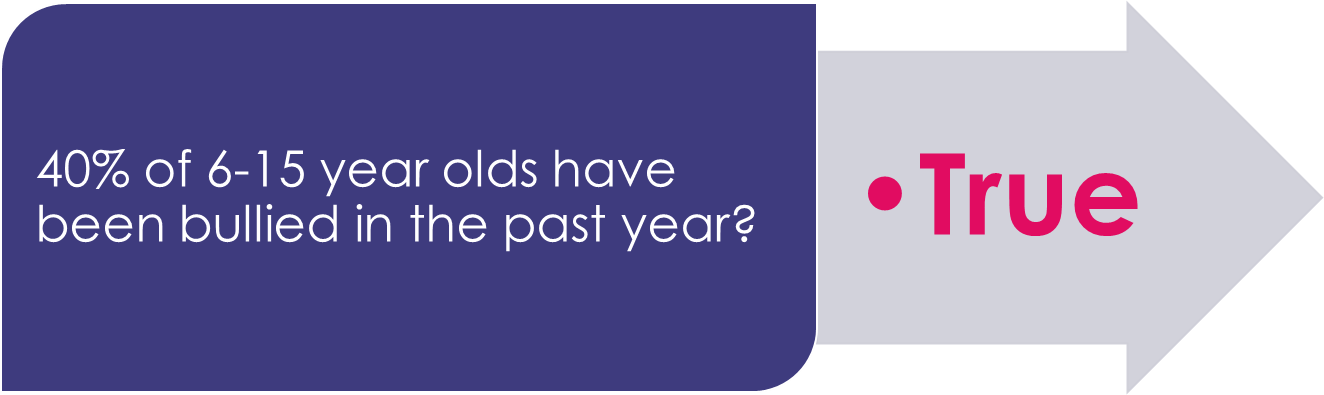 40% of 6-15 year olds have
been bullied in the past year?
•True